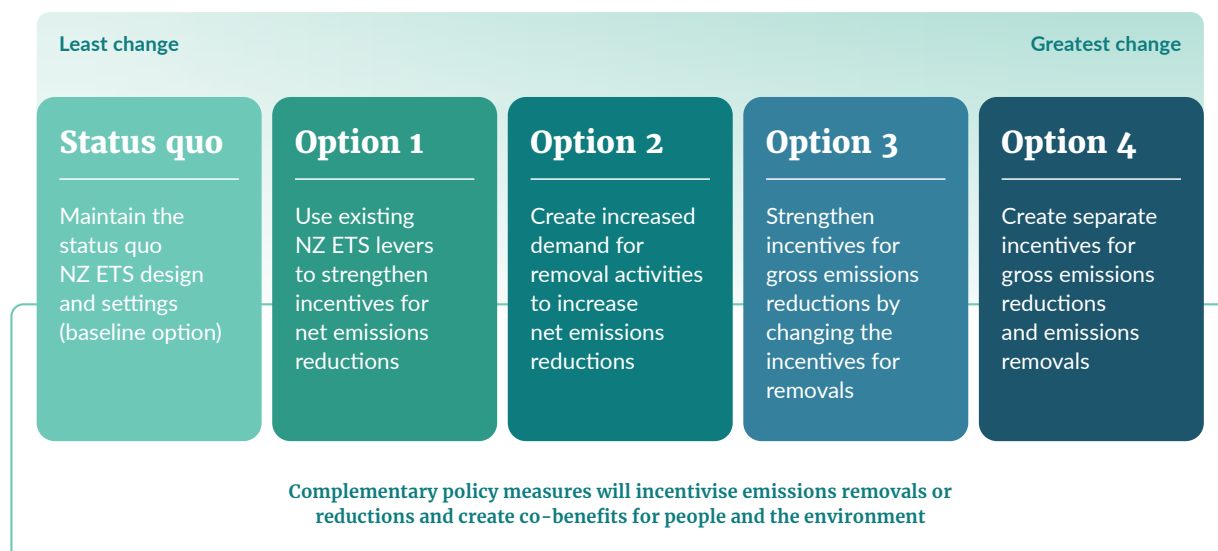 Least change
Greatest change
Status quo
Maintain the
status quo
NZ ETS design
and settings
(baseline option)
Option 1
Use existing
NZ ETS levers
to strengthen
incentives for
net emissions
reductions
Option 2
Create increased
demand for
removal activities
to increase
net emissions
reductions
Option 3
Strengthen
incentives for
gross emissions
reductions by
changing the
incentives for
removals
Option 4
Create separate
incentives for
gross emissions
reductions
and emissions
removals
Complementary policy measures will incentivise emissions removals or
reductions and create co-benefits for people and the environment